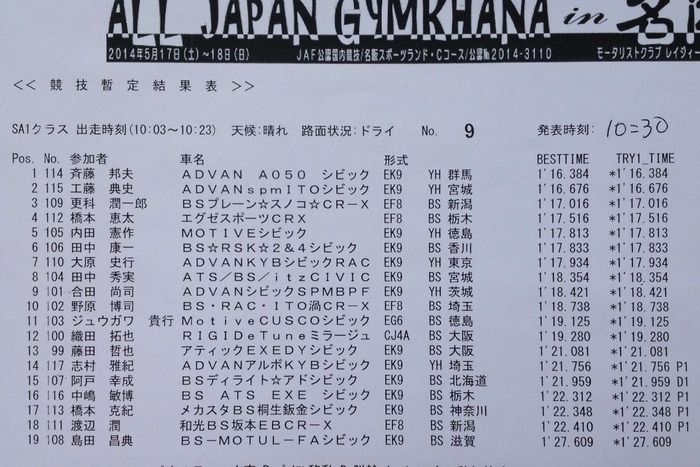 ALL JAPAN GYMKHANA in 名
2014年5月17日(土)～18日(日) JAF公認国内競技/名阪スポーツランド・Cコース/公認№2014-3110 モータリストクラブ レイジィー
<< 競技暫定結果表 >>
SA1クラス 出走時刻(10:03～10:23) 天候:晴れ 路面状況:ドライ No. 9 発表時刻: 10=30
Pos. No. 参加者 車名 形式 BESTTIME TRY1_TIME
1 114 斉藤 邦夫 ＡＤＶＡＮ Ａ０５０ シビック EK9 YH 群馬 1'16.384 *1'16.384
2 115 工藤 典史 ＡＤＶＡＮｓｐｍＩＴＯシビック EK9 YH 宮城 1'16.676 *1'16.676
3 109 更科 潤一郎 ＢＳプレーン☆スノコ☆ＣＲ－Ｘ EF8 BS 新潟 1'17.016 *1'17.016
4 112 橋本 恵太 エグゼスポーツＣＲＸ EF8 BS 栃木 1'17.516 *1'17.516
5 105 内田 憲作 ＭＯＴＩＶＥシビック EK9 YH 徳島 1'17.813 *1'17.813
6 106 田中 康一 ＢＳ☆ＲＳＫ☆２＆４シビック EK9 BS 香川 1'17.833 *1'17.833
7 110 大原 史行 ＡＤＶＡＮＫＹＢシビックＲＡＣ EK9 YH 東京 1'17.934 *1'17.934
8 104 田中 秀実 ＡＴＳ／ＢＳ／ｉｔｚＣＩＶＩＣ EK9 BS 宮城 1'18.354 *1'18.354
9 101 合田 尚司 ＡＤＶＡＮシビックＳＰＭＢＰＦ EK9 YH 茨城 1'18.421 *1'18.421
10 102 野原 博司 ＢＳ・ＲＡＣ・ＩＴＯ渦ＣＲ－Ｘ EF8 BS 埼玉 1'18.738 *1'18.738
11 103 ジュウガワ 貴行 ＭｏｔｉｖｅＣＵＳＣＯシビック EG6 BS 徳島 1'19.125 *1'19.125
12 100 織田 拓也 ＲＩＧＩＤｅＴｕｎｅミラージュ CJ4A BS 大阪 1'19.280 *1'19.280
13 99 藤田 哲也 アティックＥＸＥＤＹシビック EK9 BS 大阪 1'21.081 *1'21.081
14 117 志村 雅紀 ＡＤＶＡＮアルボＫＹＢシビック EK9 YH 埼玉 1'21.756 *1'21.756 P1
15 107 阿戸 幸成 ＢＳディライト☆アドシビック EK9 BS 北海道 1'21.959 *1'21.959 D1
16 116 中嶋 敏博 ＢＳ ＡＴＳ ＥＸＥ シビック EK9 BS 栃木 1'22.312 *1'22.312 P1
17 113 橋本 克紀 メカスタＢＳ桐生鈑金シビック EK9 BS 神奈川 1'22.348 *1'22.348 P1
18 111 渡辺 潤 和光ＢＳ坂本ＥＢＣＲ－Ｘ EF8 BS 新潟 1'22.410 *1'22.410 P1
19 108 島田 昌典 ＢＳ－ＭＯＴＵＬ－ＦＡシビック EK9 BS 滋賀 1'27.609 *1'27.609